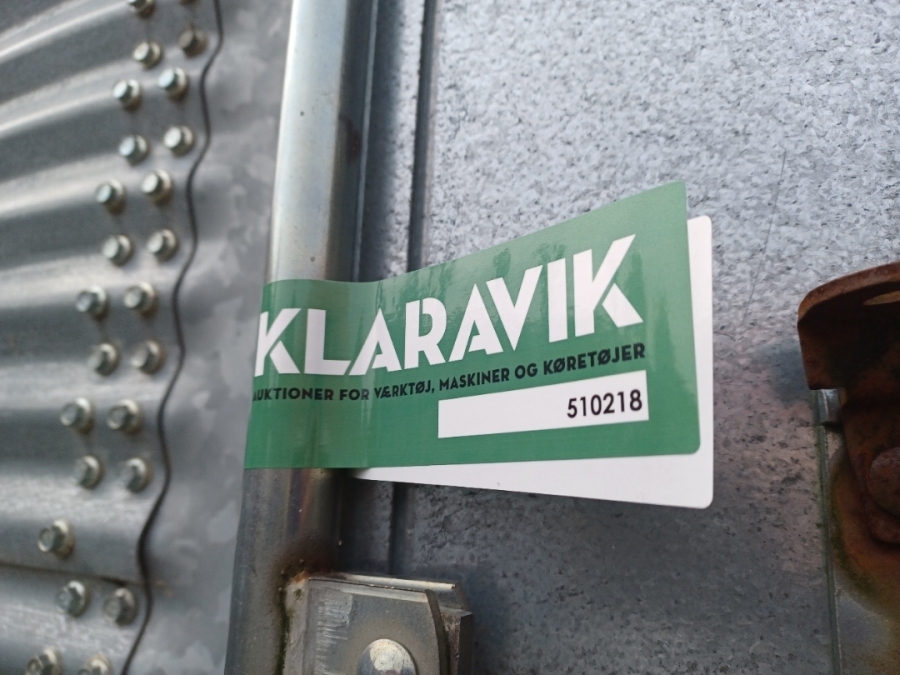 KLARAVIK
AUKTIONER FOR VÆRKTØJ, MASKINER OG KØRETØJER
510218